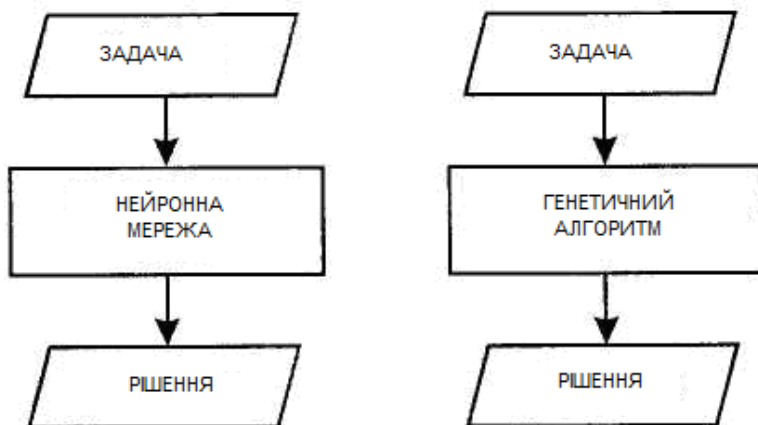 ЗАДАЧА
НЕЙРОННА
МЕРЕЖА
РІШЕННЯ
ЗАДАЧА
ГЕНЕТИЧНИЙ
АЛГОРИТМ
РІШЕННЯ